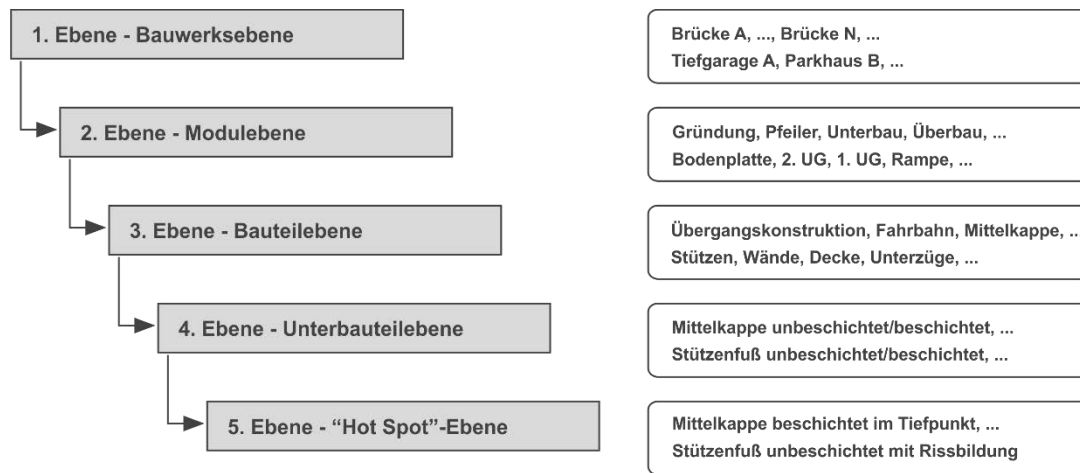 1. Ebene - Bauwerksebene
Brücke A, ..., Brücke N, ...
Tiefgarage A, Parkhaus B, ...
2. Ebene - Modulebene
Gründung, Pfeiler, Unterbau, Überbau, ...
Bodenplatte, 2. UG, 1. UG, Rampe, ...
3. Ebene - Bauteilebene
Übergangskonstruktion, Fahrbahn, Mittelkappe, ..
Stützen, Wände, Decke, Unterzüge, ...
4. Ebene - Unterbauteilebene
Mittelkappe unbeschichtet/beschichtet, ...
Stützenfuß unbeschichtet/beschichtet, ...
5. Ebene - “Hot Spot”-Ebene
Mittelkappe beschichtet im Tiefpunkt, ...
Stützenfuß unbeschichtet mit Rissbildung